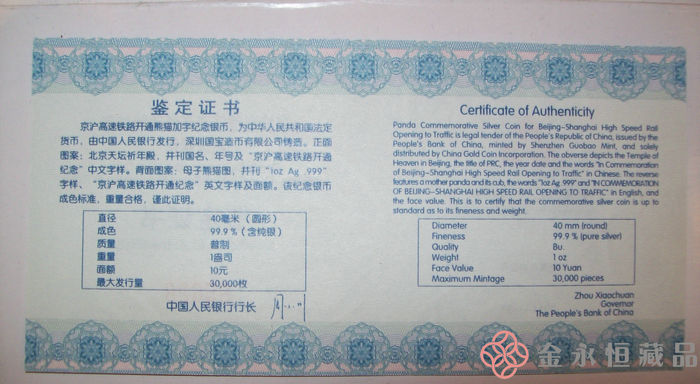 鉴定证书
京沪高速铁路开通熊猫加字纪念银币，为中华人民共和国法定
货币，由中国人民银行发行，深圳国宝造币有限公司铸造。正面
图案：北京天坛祈年殿，并刊国名、年号及“京沪高速铁路开通
纪念”中文字样。背面图案：母子熊猫图，并刊“1oz Ag .999”
字样、“京沪高速铁路开通纪念”英文字样及面额。该纪念银币
成色标准，重量合格，谨此证明。
直径 40毫米（圆形）
成色 99.9％（含纯银）
质量 普制
重量 1盎司
面额 10元
最大发行量 30,000枚
中国人民银行行长
Certificate of Authenticity
Panda Commemorative Silver Coin for Beijing-Shanghai High Speed Rail
Opening to Traffic is legal tender of the People's Republic of China, issued by the
People's Bank of China, minted by Shenzhen Guobao Mint, and solely
distributed by China Gold Coin Incorporation. The obverse depicts the Temple of
Heaven in Beijing, the title of PRC, the year date and the words "In Commemoration
of Beijing-Shanghai High Speed Rail Opening to Traffic" in Chinese. The reverse
features a mother panda and its cub, the words "1oz Ag .999" and "IN COMMEMORATION
OF BEIJING-SHANGHAI HIGH SPEED RAIL OPENING TO TRAFFIC" in English, and
the face value. This is to certify that the commemorative silver coin is up to
standard as to its fineness and weight.
Diameter 40 mm (round)
Fineness 99.9 % (pure silver)
Quality Bu.
Weight 1 oz
Face Value 10 Yuan
Maximum Mintage 30,000 pieces
Zhou Xiaochuan
Governor
The People's Bank of China
金永恒藏品